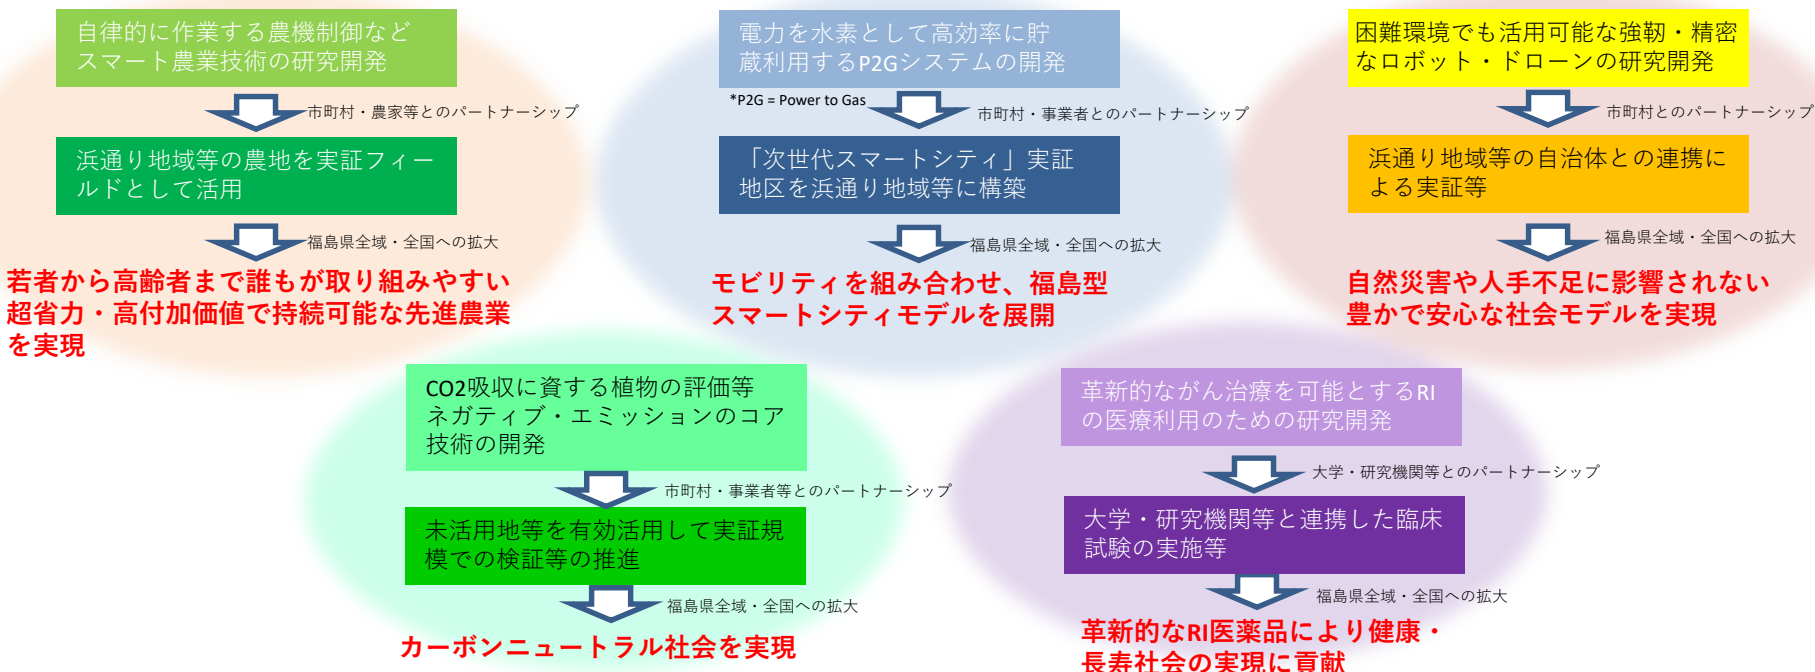 自律的に作業する農機制御など
スマート農業技術の研究開発
市町村・農家等とのパートナーシップ
浜通り地域等の農地を実証フィー
ルドとして活用
福島県全域・全国への拡大
若者から高齢者まで誰もが取り組みやすい
超省力・高付加価値で持続可能な先進農業
を実現
電力を水素として高効率に貯
蔵利用するP2Gシステムの開発
*P2G = Power to Gas
市町村・事業者とのパートナーシップ
「次世代スマートシティ」実証
地区を浜通り地域等に構築
福島県全域・全国への拡大
モビリティを組み合わせ、福島型
スマートシティモデルを展開
困難環境でも活用可能な強靭・精密
なロボット・ドローンの研究開発
市町村とのパートナーシップ
浜通り地域等の自治体との連携に
よる実証等
福島県全域・全国への拡大
自然災害や人手不足に影響されない
豊かで安心な社会モデルを実現
CO2吸収に資する植物の評価等
ネガティブ・エミッションのコア
技術の開発
市町村・事業者等とのパートナーシップ
未活用地等を有効活用して実証規
模での検証等の推進
福島県全域・全国への拡大
カーボンニュートラル社会を実現
革新的ながん治療を可能とするRI
の医療利用のための研究開発
大学・研究機関等とのパートナーシップ
大学・研究機関等と連携した臨床
試験の実施等
福島県全域・全国への拡大
革新的なRI医薬品により健康・
長寿社会の実現に貢献